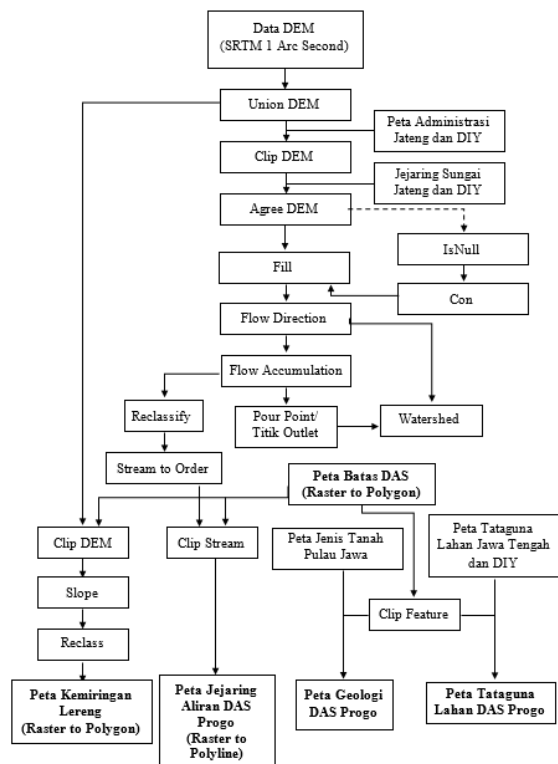 Data DEM
(SRTM 1 Arc Second)
Union DEM
Peta Administrasi
Jateng dan DIY
Clip DEM
Jejaring Sungai
Jateng dan DIY
Agree DEM
IsNull
Fill
Con
Flow Direction
Flow Accumulation
Reclassify
Pour Point/
Titik Outlet
Watershed
Stream to Order
Peta Batas DAS
(Raster to Polygon)
Clip DEM
Clip Stream
Peta Jenis Tanah
Pulau Jawa
Peta Tataguna
Lahan Jawa Tengah
dan DIY
Slope
Clip Feature
Reclass
Peta Kemiringan
Lereng
(Raster to Polygon)
Peta Jejaring
Aliran DAS
Progo
(Raster to
Polyline)
Peta Geologi
DAS Progo
Peta Tataguna
Lahan DAS Progo